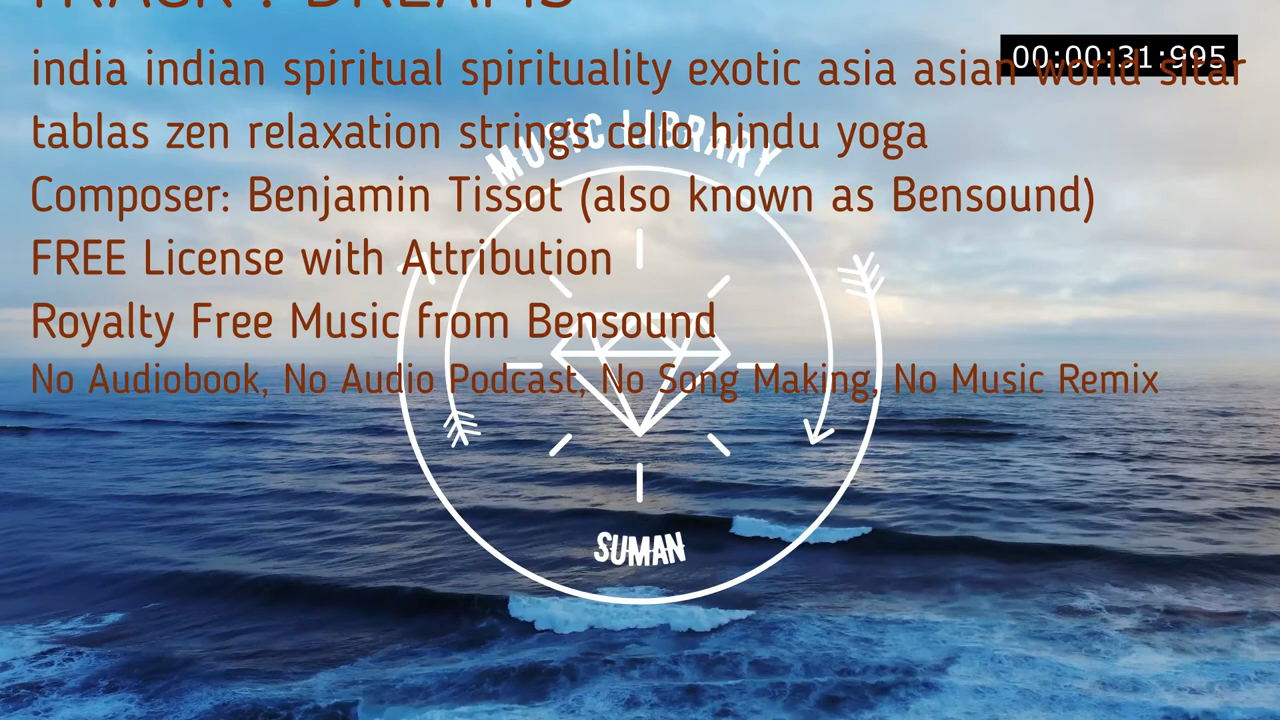 TRACK : DREAMS
00:00:31:995
india indian spiritual spirituality exotic asia asian world sitar
tablas zen relaxation strings cello hindu yoga
MUSIC LIBRARY
Composer: Benjamin Tissot (also known as Bensound)
FREE License with Attribution
Royalty Free Music from Bensound
No Audiobook, No Audio Podcast, No Song Making, No Music Remix
SUMAN